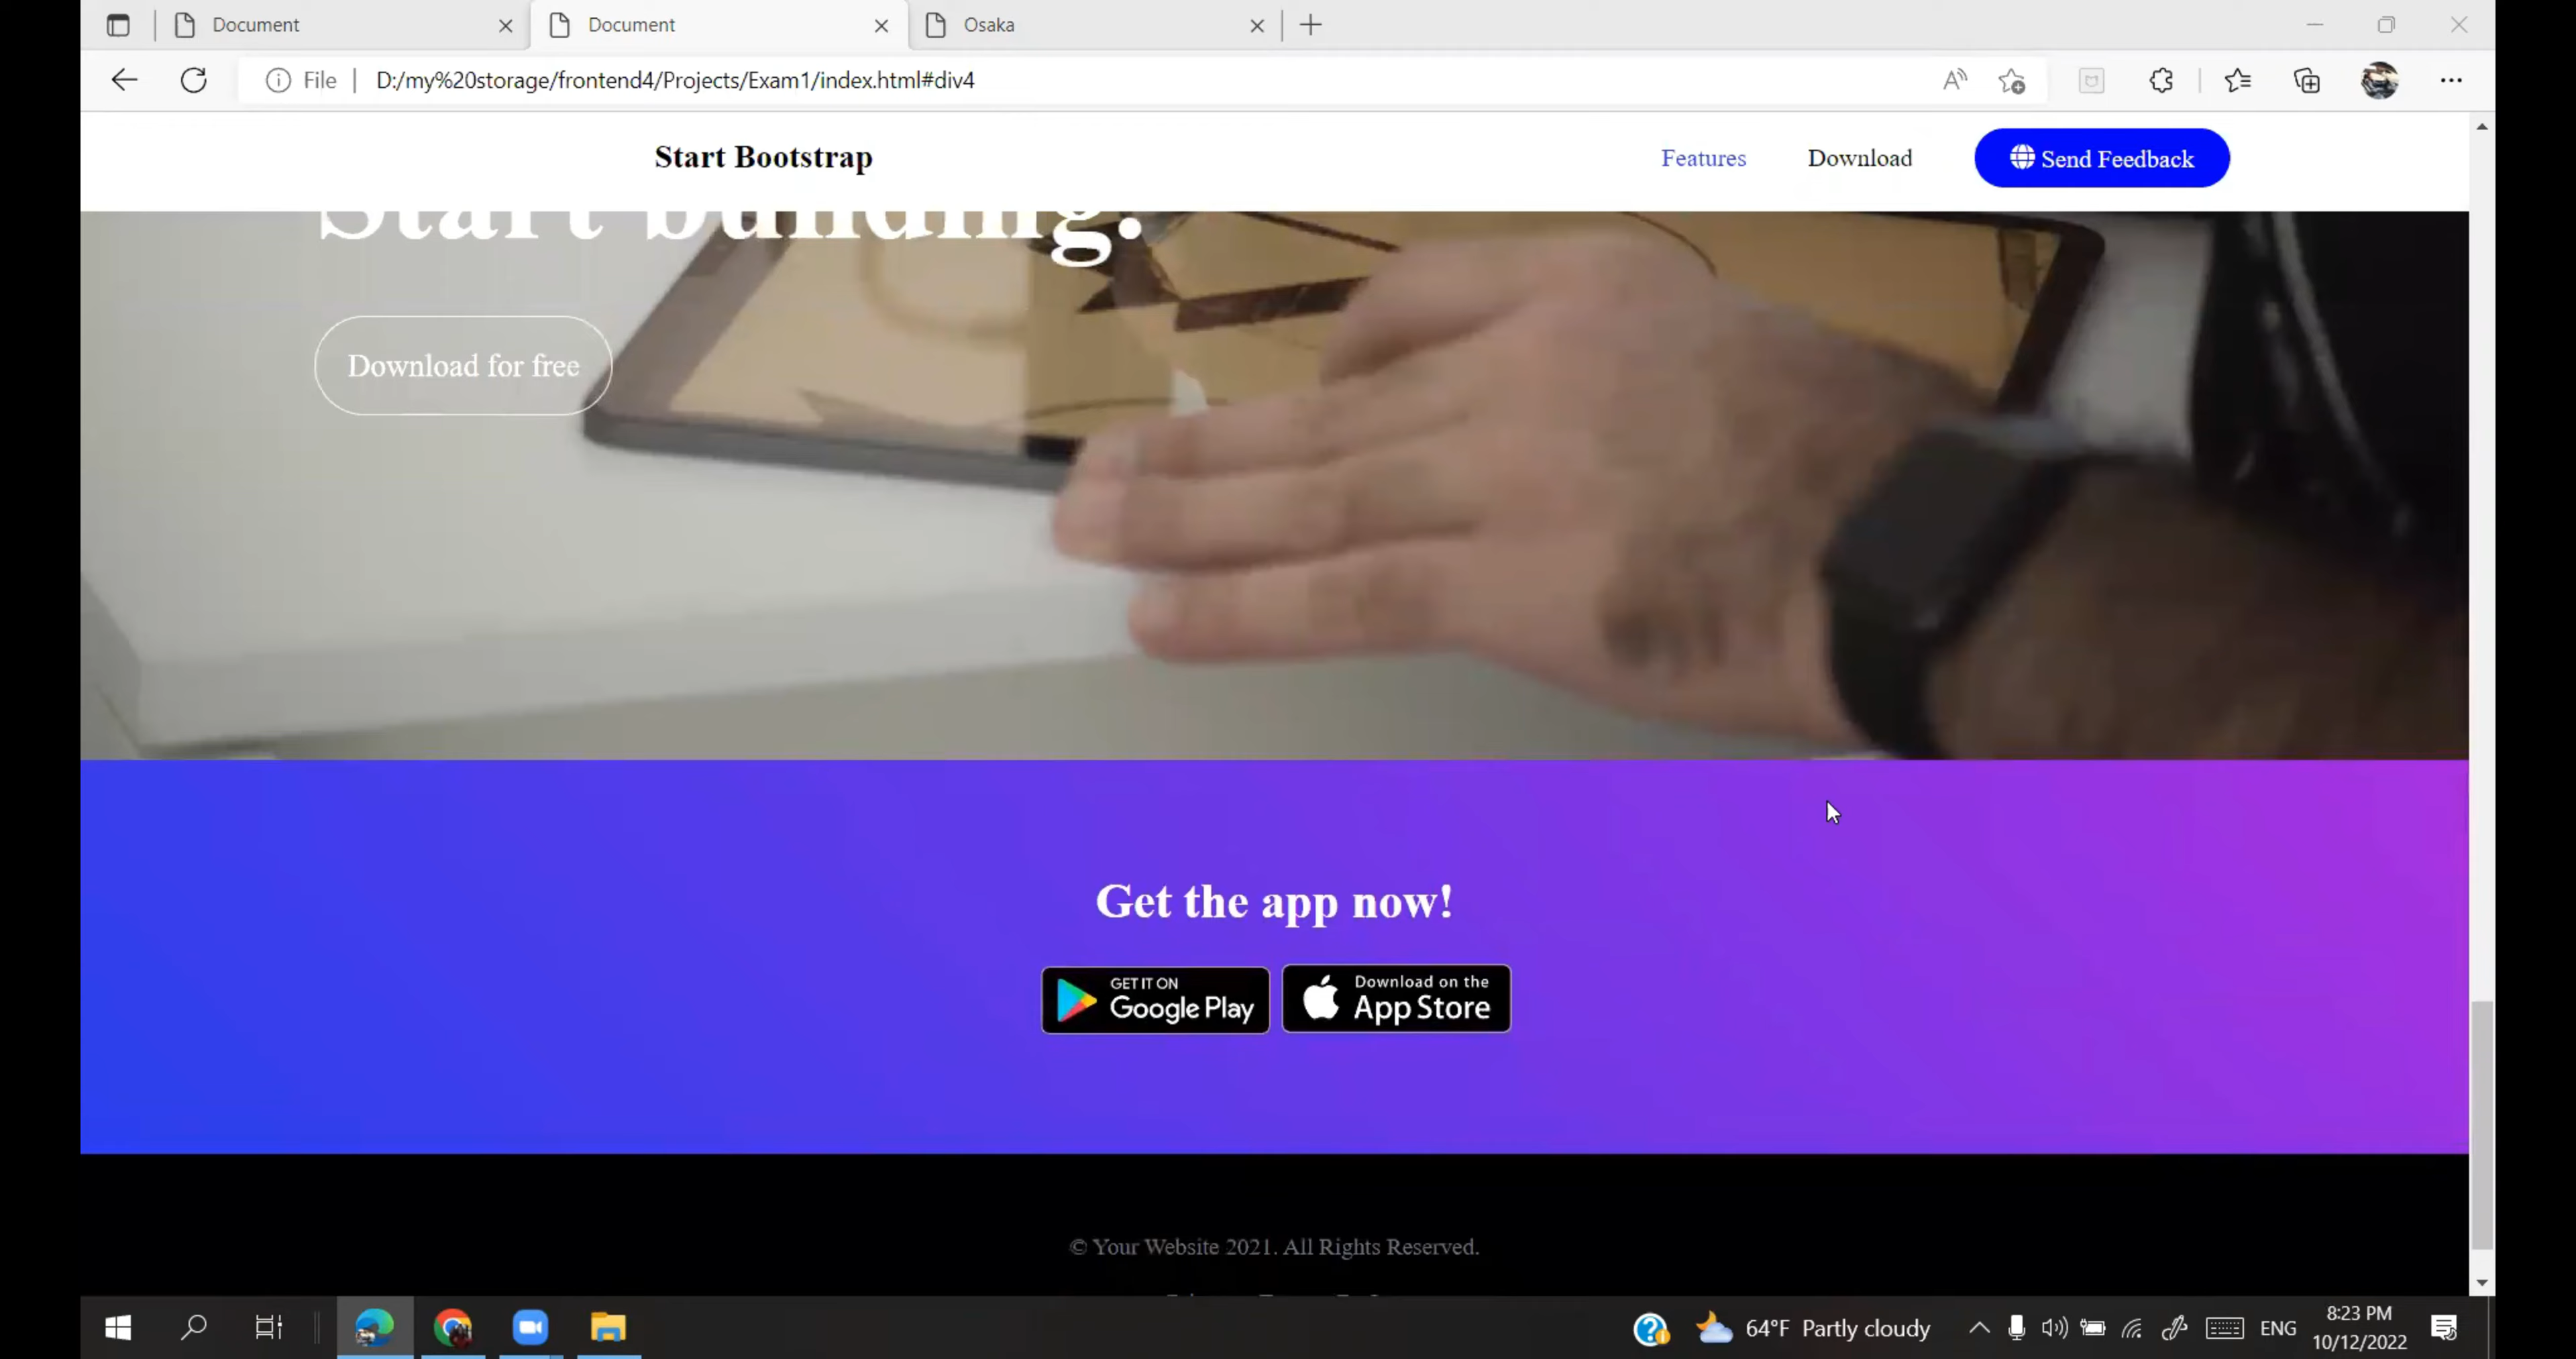 Document
Document
Osaka
File
D:/my%20storage/frontend4/Projects/Exam1/index.html#div4
Start Bootstrap
Features
Download
Send Feedback
Start building.
Download for free
Get the app now!
GET IT ON
Google Play
Download on the
App Store
© Your Website 2021. All Rights Reserved.
64°F Partly cloudy
ENG
8:23 PM
10/12/2022